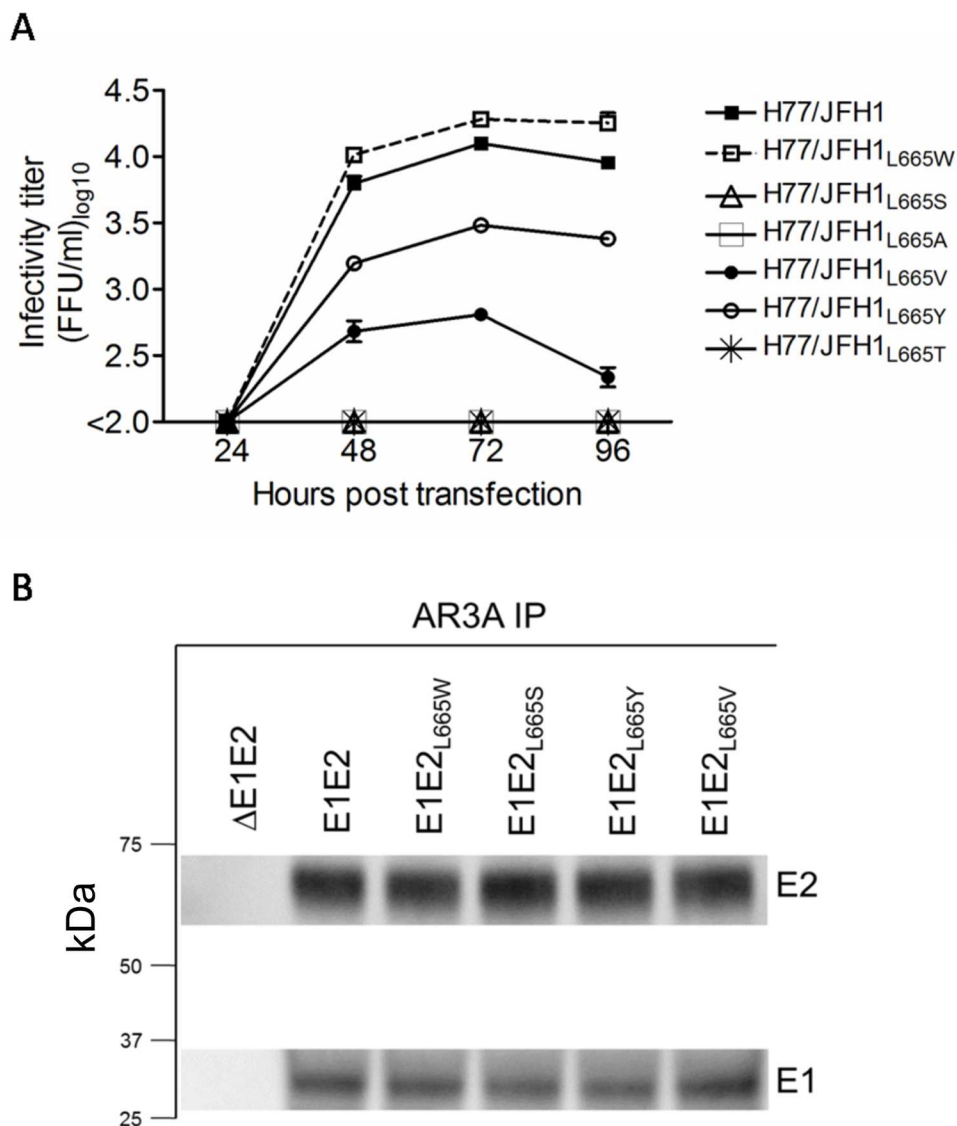 A
4.5
4.0
3.5
3.0
2.5
<2.0
Infectivity titer
(FFU/ml)log10
24 48 72 96
Hours post transfection
H77/JFH1
H77/JFH1L665W
H77/JFH1L665S
H77/JFH1L665A
H77/JFH1L665V
H77/JFH1L665Y
H77/JFH1L665T
B
AR3A IP
ΔE1E2
E1E2
E1E2L665W
E1E2L665S
E1E2L665Y
E1E2L665V
kDa
75
50
37
25
E2
E1